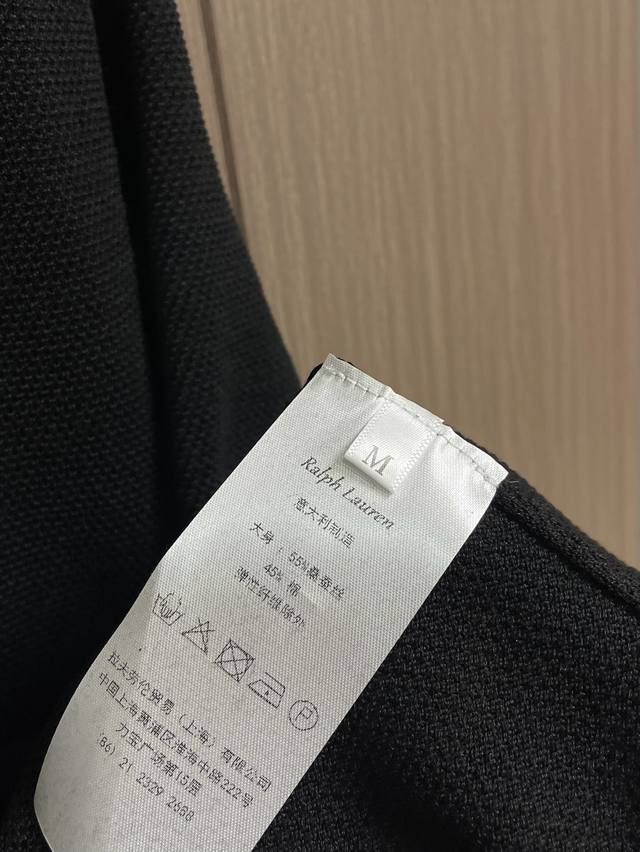 M
Ralph Lauren
意大利制造
大身：55%桑蚕丝
45%棉
弹性纤维除外
P
拉夫劳伦贸易（上海）有限公司
中国上海黄浦区淮海中路222号
力宝广场第15层
(86) 21 2329 2688